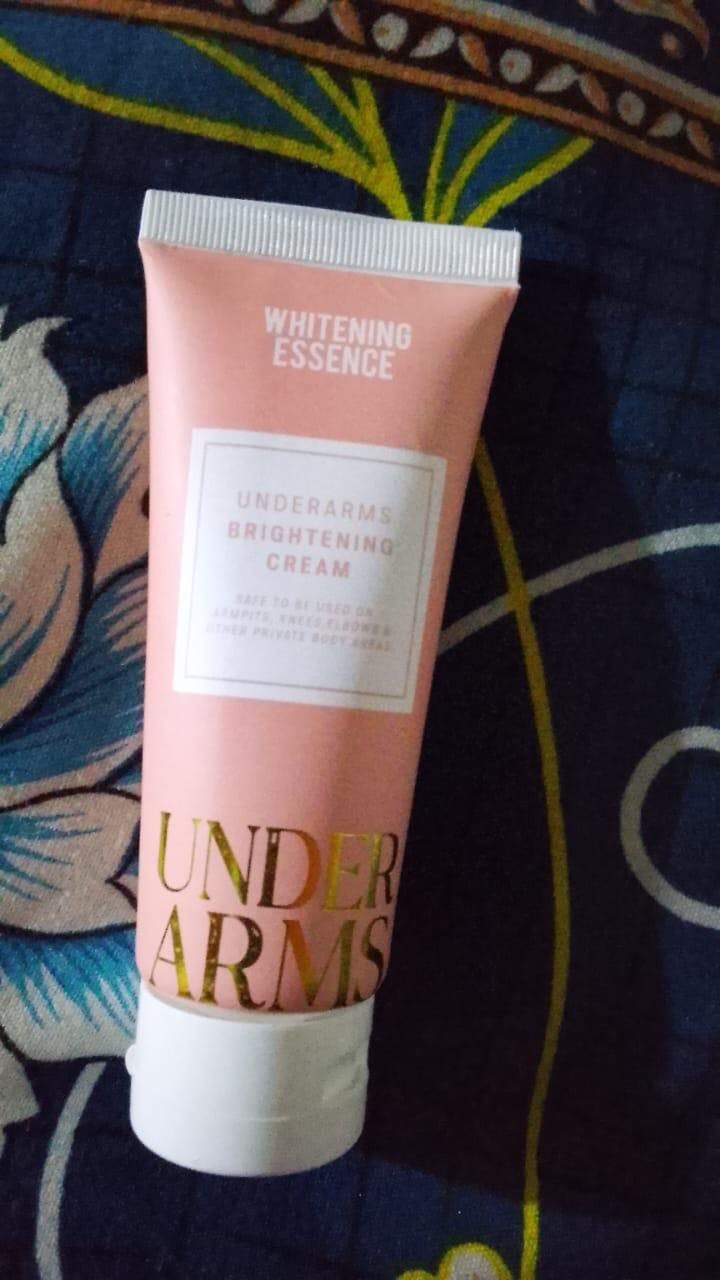 WHITENING
ESSENCE
UNDERARMS
BRIGHTENING
CREAM
SAFE TO BE USED ON
ARMPITS, KNEES, ELBOWS &
OTHER PRIVATE BODY AREAS.
UNDER
ARMS